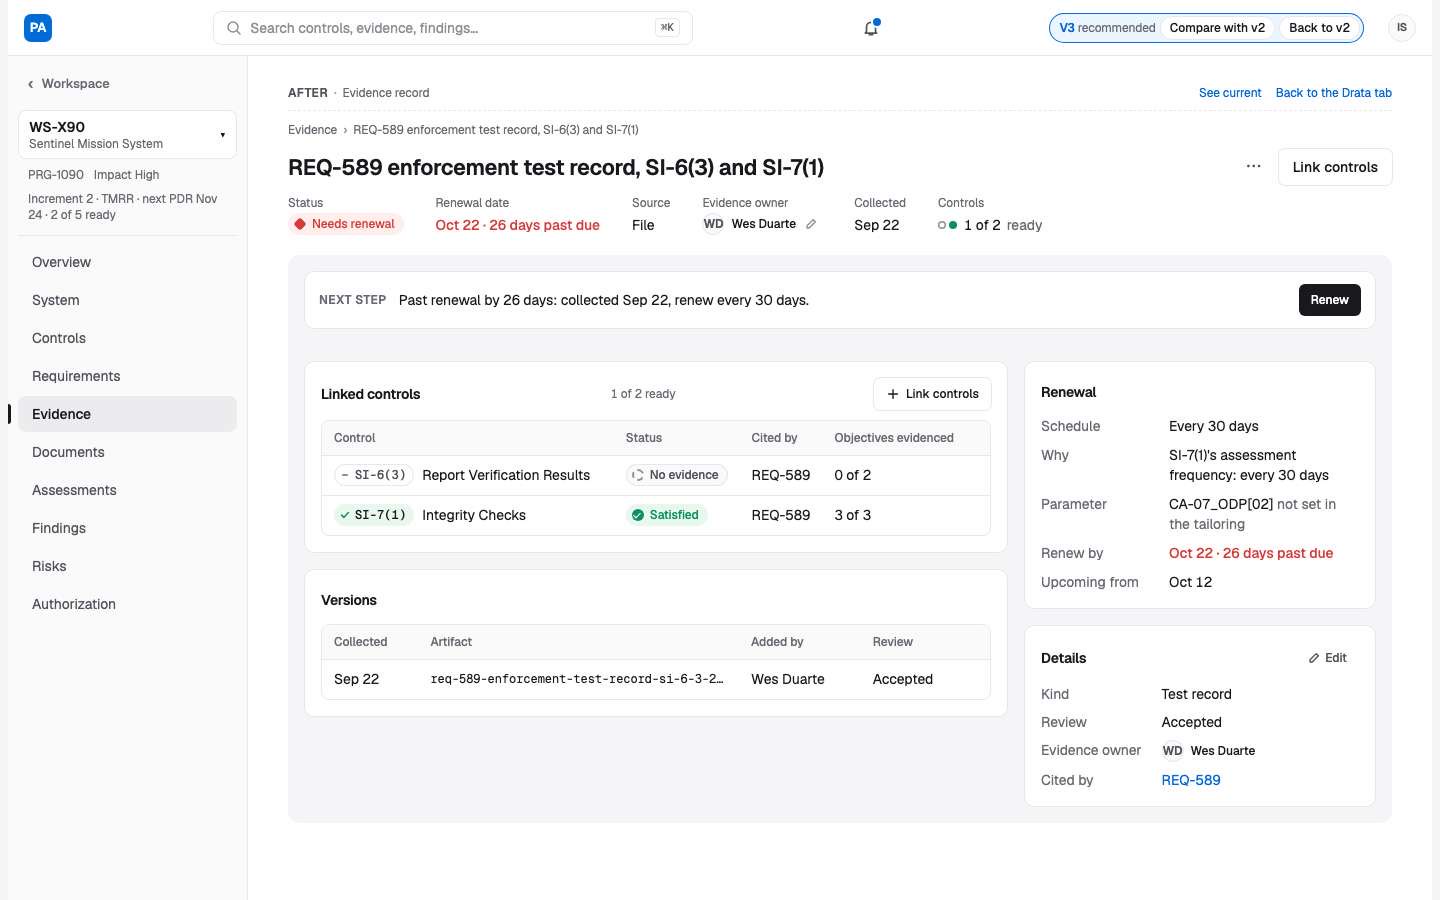 PA
Search controls, evidence, findings...
⌘K
V3 recommended Compare with v2 Back to v2
IS
‹ Workspace
WS-X90
Sentinel Mission System
PRG-1090 Impact High
Increment 2 · TMRR · next PDR Nov
24 · 2 of 5 ready
Overview
System
Controls
Requirements
Evidence
Documents
Assessments
Findings
Risks
Authorization
AFTER · Evidence record
See current Back to the Drata tab
Evidence › REQ-589 enforcement test record, SI-6(3) and SI-7(1)
REQ-589 enforcement test record, SI-6(3) and SI-7(1)
··· Link controls
Status Renewal date Source Evidence owner Collected Controls
Needs renewal Oct 22 · 26 days past due File WD Wes Duarte Sep 22 1 of 2 ready
NEXT STEP Past renewal by 26 days: collected Sep 22, renew every 30 days.
Renew
Linked controls 1 of 2 ready + Link controls
Control Status Cited by Objectives evidenced
– SI-6(3) Report Verification Results No evidence REQ-589 0 of 2
✓ SI-7(1) Integrity Checks Satisfied REQ-589 3 of 3
Versions
Collected Artifact Added by Review
Sep 22 req-589-enforcement-test-record-si-6-3-2… Wes Duarte Accepted
Renewal
Schedule Every 30 days
Why SI-7(1)'s assessment
frequency: every 30 days
Parameter CA-07_ODP[02] not set in
the tailoring
Renew by Oct 22 · 26 days past due
Upcoming from Oct 12
Details Edit
Kind Test record
Review Accepted
Evidence owner WD Wes Duarte
Cited by REQ-589